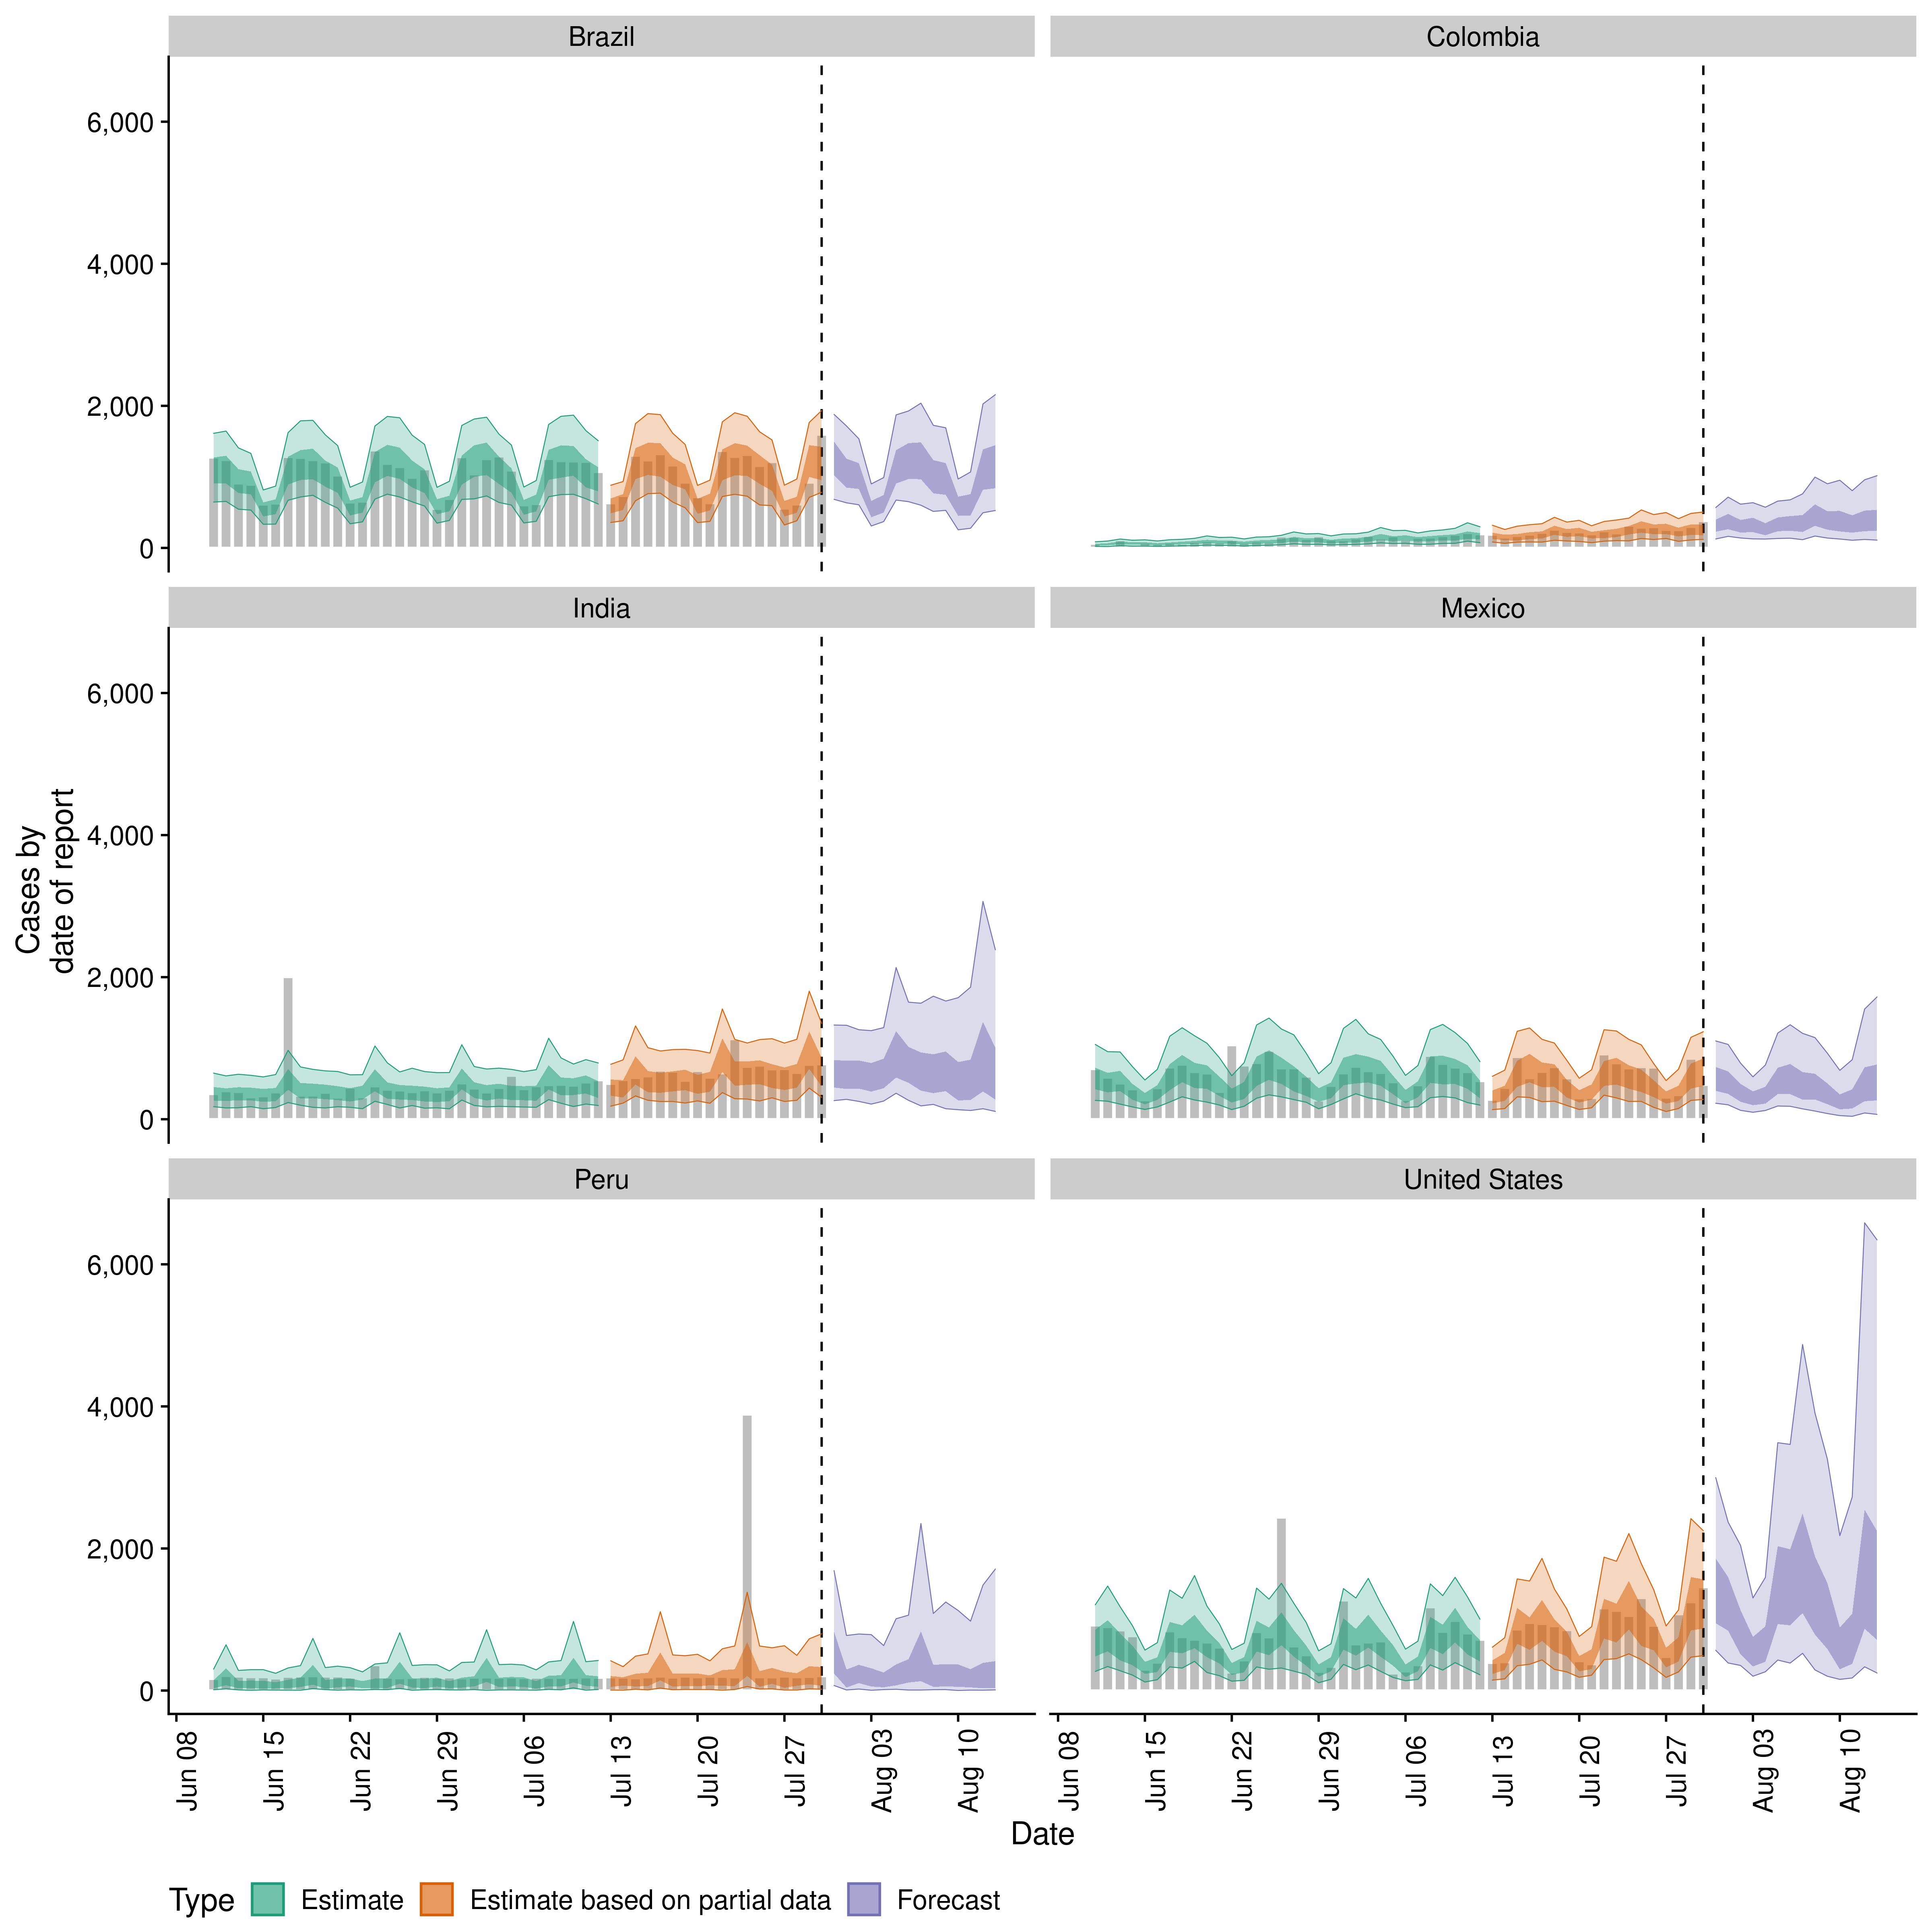 Brazil
Colombia
6,000
4,000
2,000
0
India
Mexico
6,000
4,000
2,000
0
Cases by
date of report
Peru
United States
6,000
4,000
2,000
0
Jun 08
Jun 15
Jun 22
Jun 29
Jul 06
Jul 13
Jul 20
Jul 27
Aug 03
Aug 10
Jun 08
Jun 15
Jun 22
Jun 29
Jul 06
Jul 13
Jul 20
Jul 27
Aug 03
Aug 10
Date
Type Estimate Estimate based on partial data Forecast